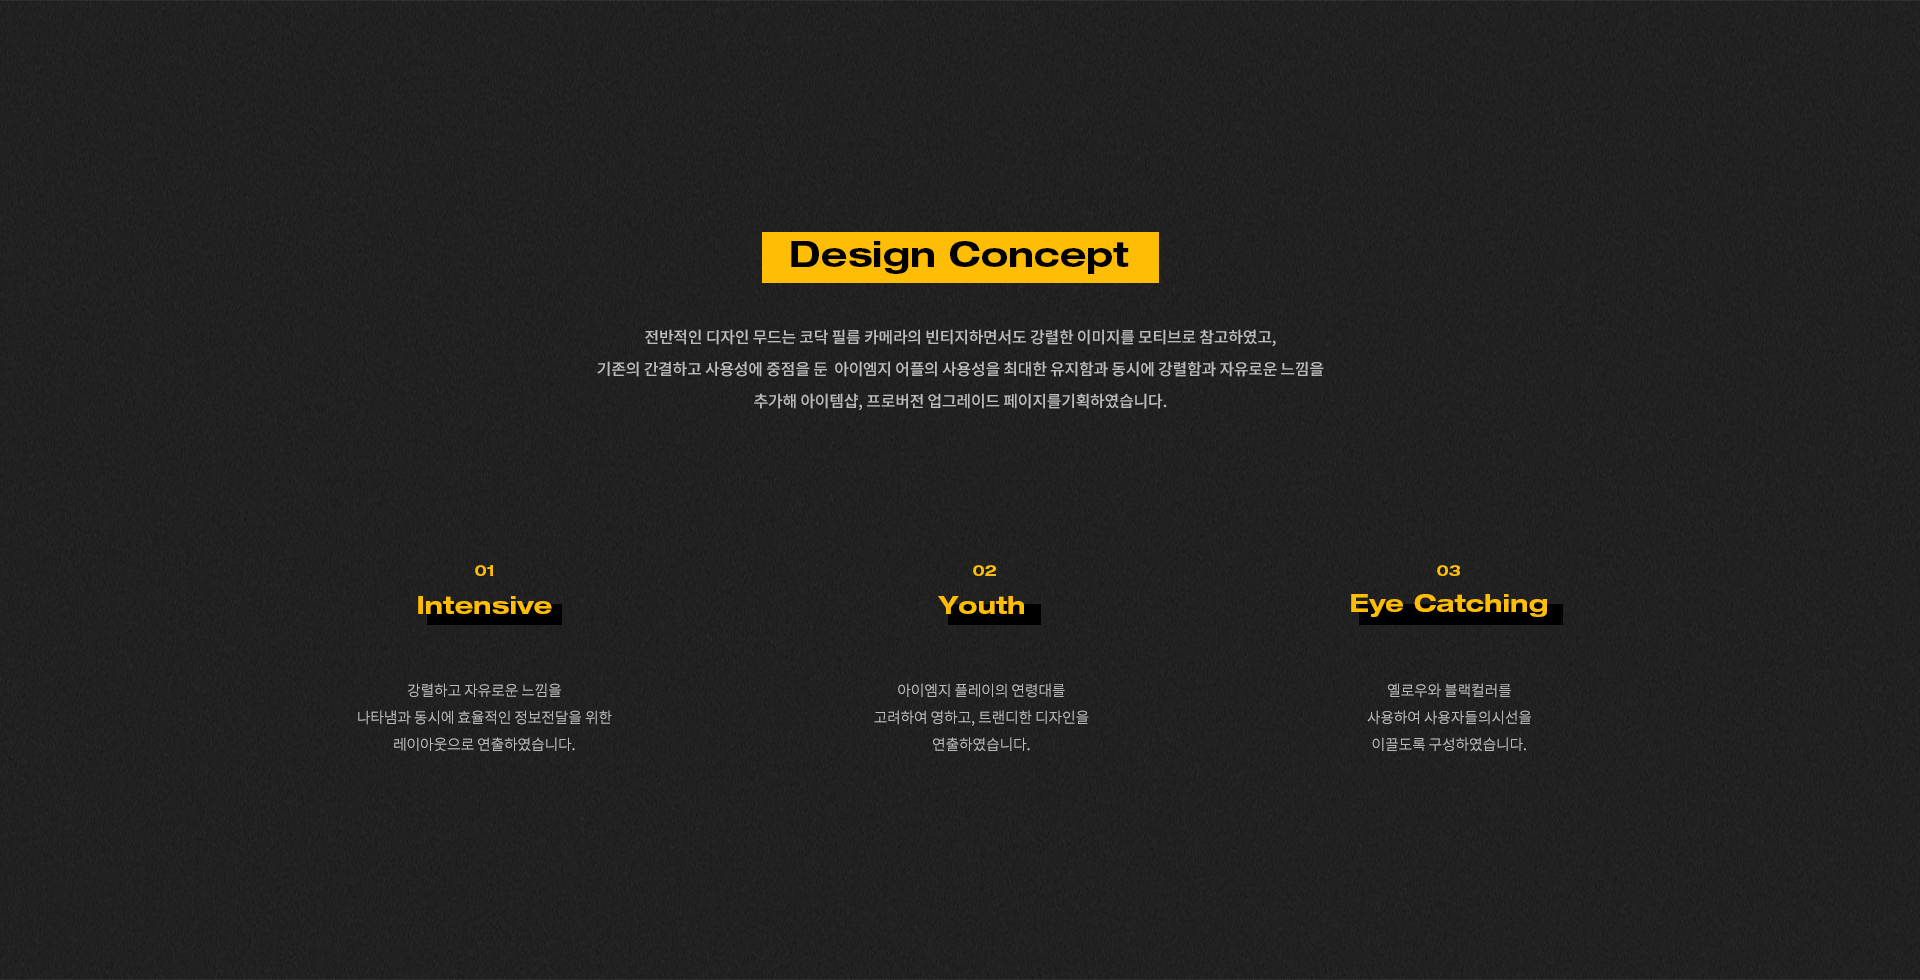 Design Concept
전반적인 디자인 무드는 코닥 필름 카메라의 빈티지하면서도 강렬한 이미지를 모티브로 참고하였고,
기존의 간결하고 사용성에 중점을 둔 아이엠지 어플의 사용성을 최대한 유지함과 동시에 강렬함과 자유로운 느낌을
추가해 아이템샵, 프로버전 업그레이드 페이지를기획하였습니다.
01
Intensive
강렬하고 자유로운 느낌을
나타냄과 동시에 효율적인 정보전달을 위한
레이아웃으로 연출하였습니다.
02
Youth
아이엠지 플레이의 연령대를
고려하여 영하고, 트랜디한 디자인을
연출하였습니다.
03
Eye Catching
옐로우와 블랙컬러를
사용하여 사용자들의시선을
이끌도록 구성하였습니다.